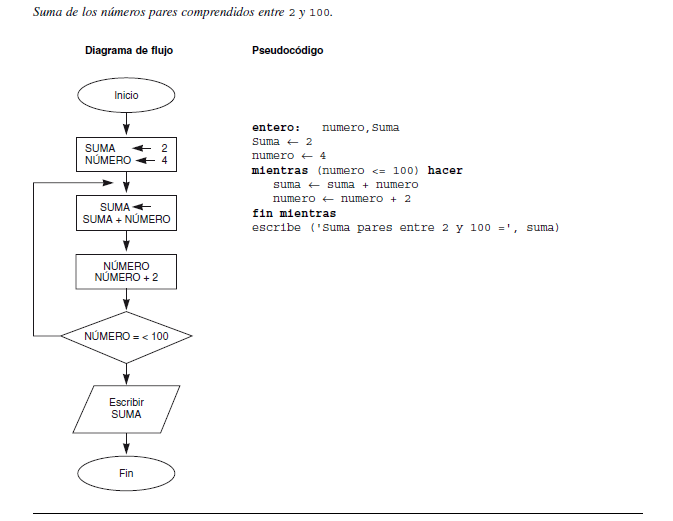 Suma de los números pares comprendidos entre 2 y 100.
Diagrama de flujo
Inicio
SUMA ← 2
NÚMERO ← 4
SUMA ←
SUMA + NÚMERO
NÚMERO
NÚMERO + 2
NÚMERO = < 100
Escribir
SUMA
Fin
Pseudocódigo
entero: numero,Suma
Suma ← 2
numero ← 4
mientras (numero <= 100) hacer
suma ← suma + numero
numero ← numero + 2
fin mientras
escribe ('Suma pares entre 2 y 100 =', suma)